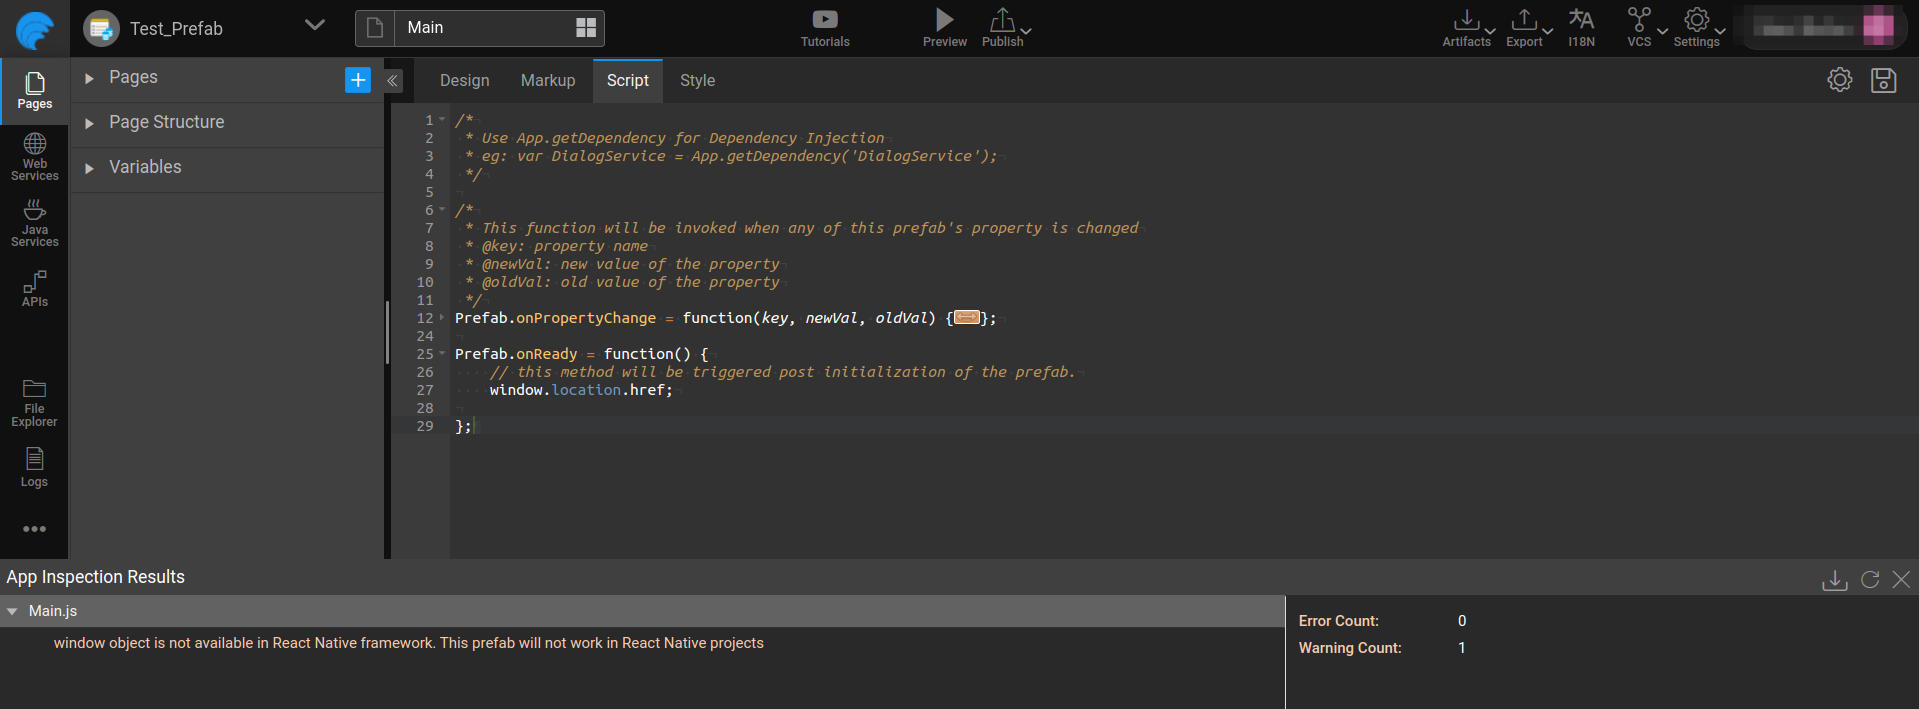 Test_Prefab
Main
Tutorials
Preview
Publish
Artifacts
Export
I18N
VCS
Settings
Pages
Web
Services
Java
Services
APIs
File
Explorer
Logs
Pages
Page Structure
Variables
Design
Markup
Script
Style
1 /*
2  * Use App.getDependency for Dependency Injection
3  * eg: var DialogService = App.getDependency('DialogService');
4  */
5
6 /*
7  * This function will be invoked when any of this prefab's property is changed
8  * @key: property name
9  * @newVal: new value of the property
10  * @oldVal: old value of the property
11  */
12 Prefab.onPropertyChange = function(key, newVal, oldVal) {};
24
25 Prefab.onReady = function() {
26     // this method will be triggered post initialization of the prefab.
27     window.location.href;
28
29 };
App Inspection Results
Main.js
window object is not available in React Native framework. This prefab will not work in React Native projects
Error Count: 0
Warning Count: 1